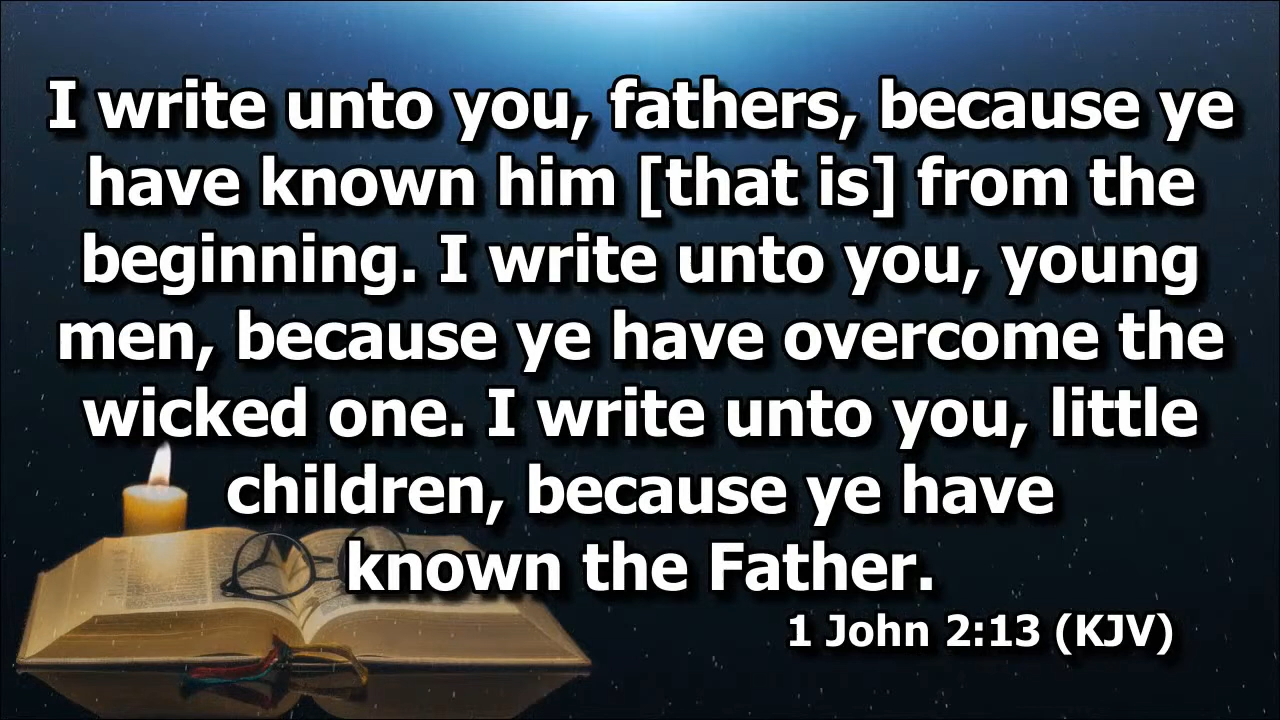 I write unto you, fathers, because ye
have known him [that is] from the
beginning. I write unto you, young
men, because ye have overcome the
wicked one. I write unto you, little
children, because ye have
known the Father.
1 John 2:13 (KJV)